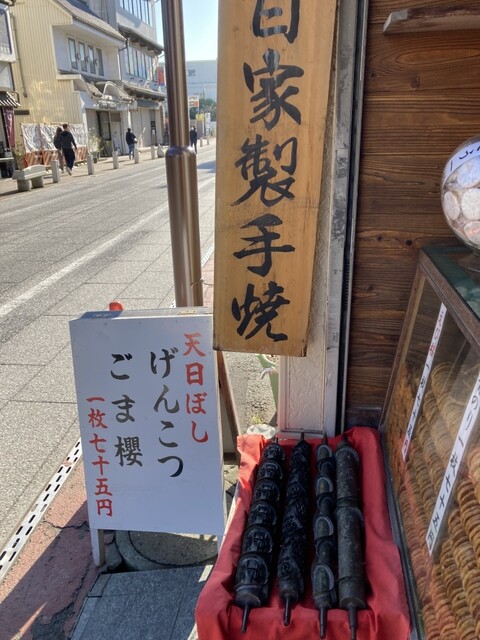 自家製手焼
天日ぼし
げんこつ
ごま櫻
一枚七十五円